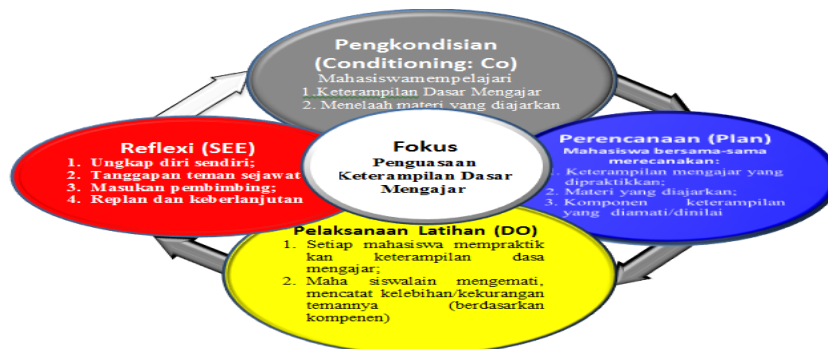 Pengkondisian
(Conditioning: Co)
Mahasiswamempelajari
1.Keterampilan Dasar Mengajar
2. Menelaah materi yang diajarkan
Perencanaan (Plan)
Mahasiswa bersama-sama
merecanakan:
1. Keterampilan mengajar yang
dipraktikkan;
2. Materi yang diajarkan;
3. Komponen keterampilan
yang diamati/dinilai
Pelaksanaan Latihan (DO)
1. Setiap mahasiswa mempraktik
kan keterampilan dasa
mengajar;
2. Maha siswalain mengemati,
mencatat kelebihan/kekurangan
temannya (berdasarkan
kompenen)
Reflexi (SEE)
1. Ungkap diri sendiri;
2. Tanggapan teman sejawat
3. Masukan pembimbing;
4. Replan dan keberlanjutan
Fokus
Penguasaan
Keterampilan Dasar
Mengajar